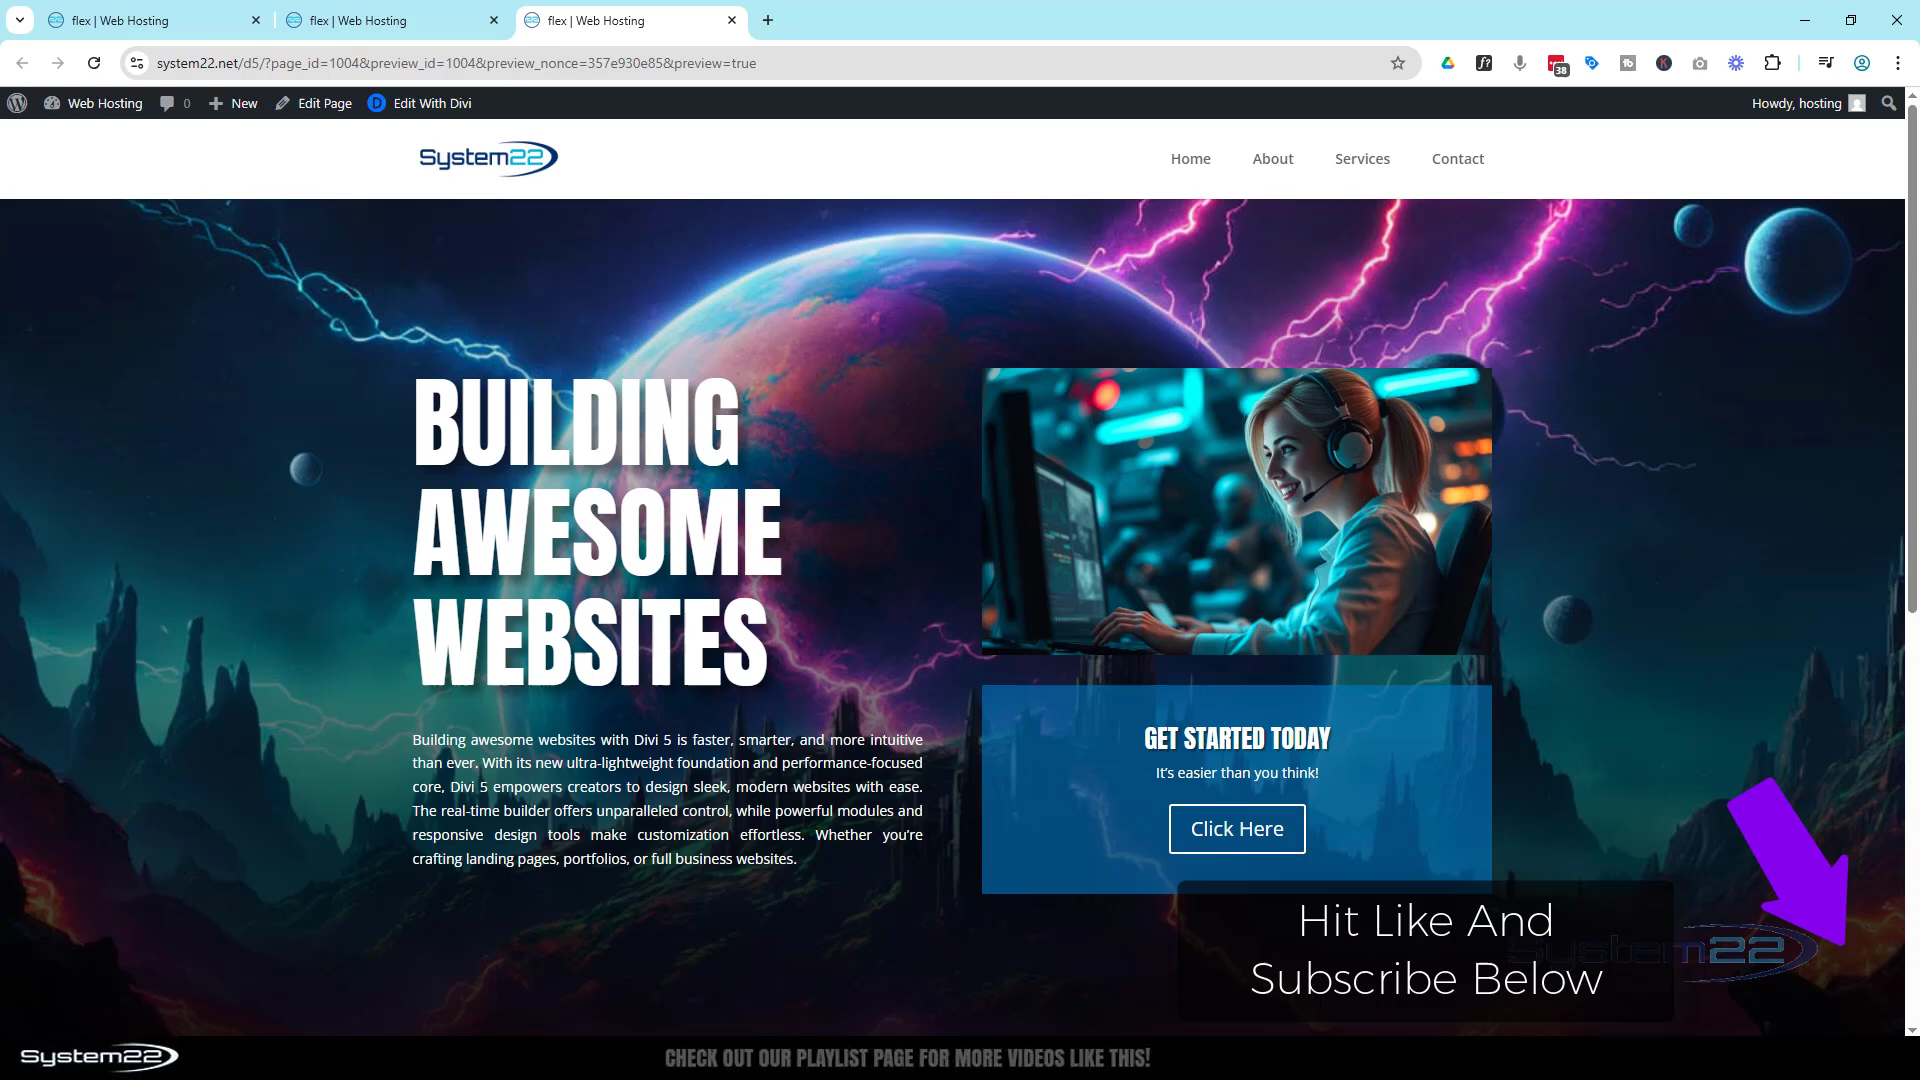 flex | Web Hosting
flex | Web Hosting
flex | Web Hosting
system22.net/d5/?page_id=1004&preview_id=1004&preview_nonce=357e930e85&preview=true
38
Web Hosting 0 New Edit Page D Edit With Divi Howdy, hosting
System22 Home About Services Contact
BUILDING
AWESOME
WEBSITES
Building awesome websites with Divi 5 is faster, smarter, and more intuitive
than ever. With its new ultra-lightweight foundation and performance-focused
core, Divi 5 empowers creators to design sleek, modern websites with ease.
The real-time builder offers unparalleled control, while powerful modules and
responsive design tools make customization effortless. Whether you’re
crafting landing pages, portfolios, or full business websites.
GET STARTED TODAY
It’s easier than you think!
Click Here
Hit Like And
Subscribe Below
System22
System22
CHECK OUT OUR PLAYLIST PAGE FOR MORE VIDEOS LIKE THIS!